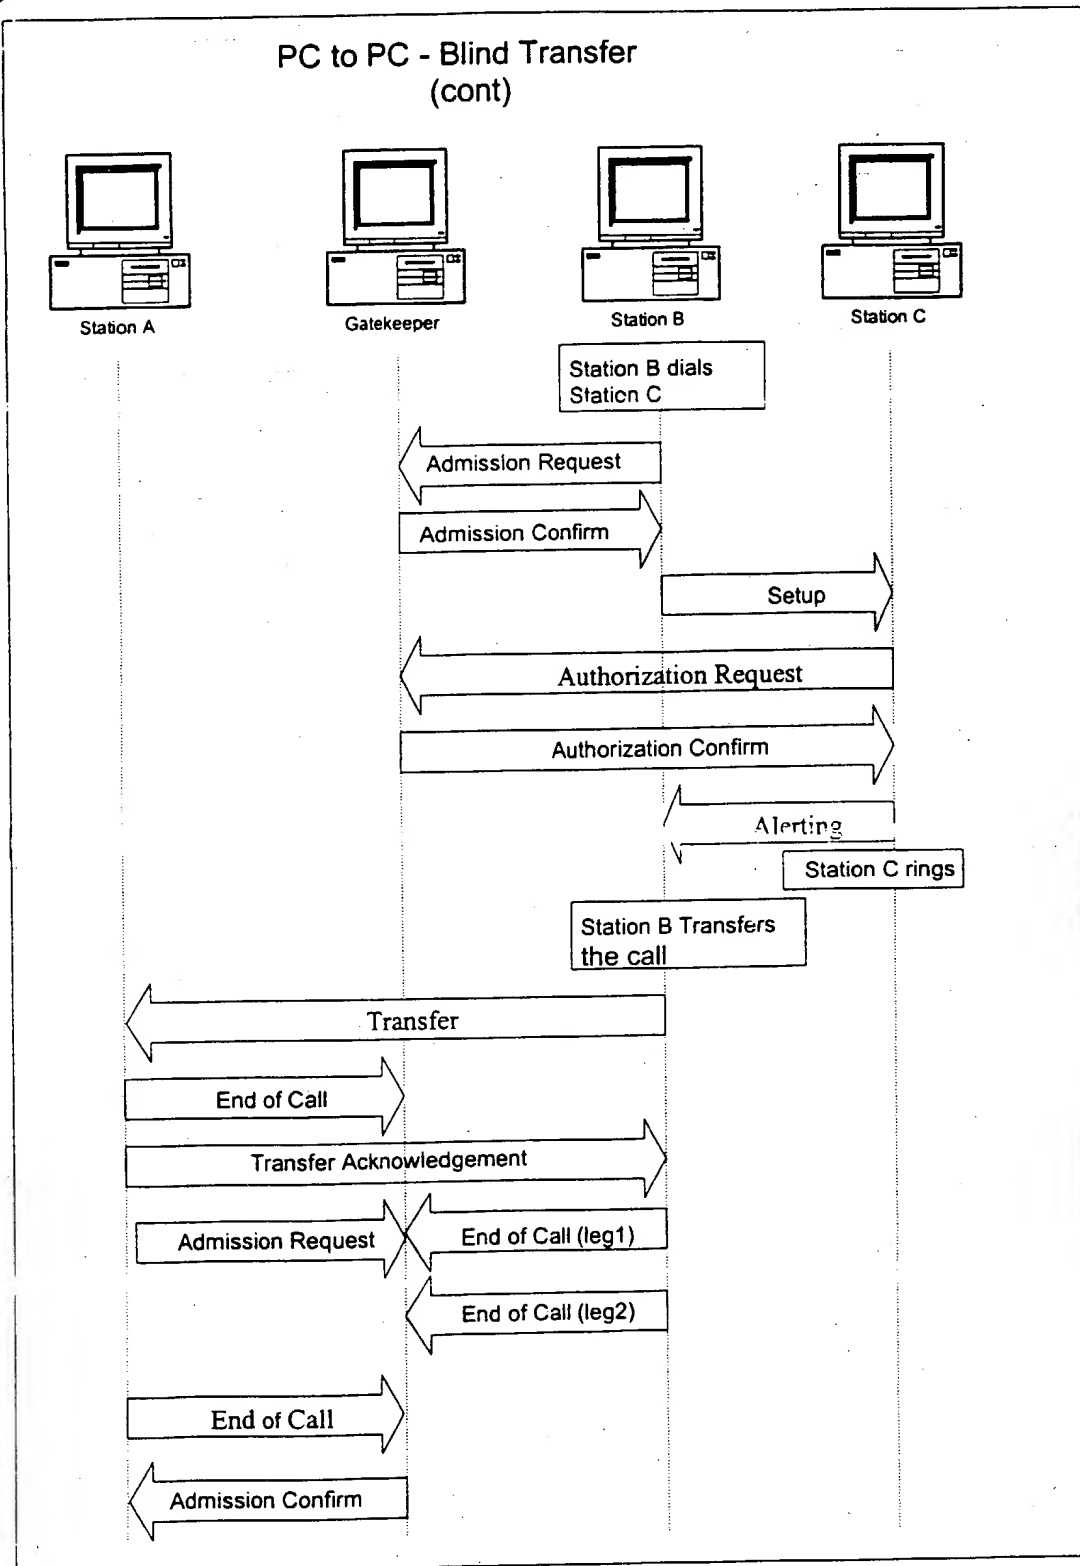 PC to PC - Blind Transfer
(cont)
Station A
Gatekeeper
Station B
Station C
Station B dials
Station C
Admission Request
Admission Confirm
Setup
Authorization Request
Authorization Confirm
Alerting
Station C rings
Station B Transfers
the call
Transfer
End of Call
Transfer Acknowledgement
Admission Request
End of Call (leg1)
End of Call (leg2)
End of Call
Admission Confirm